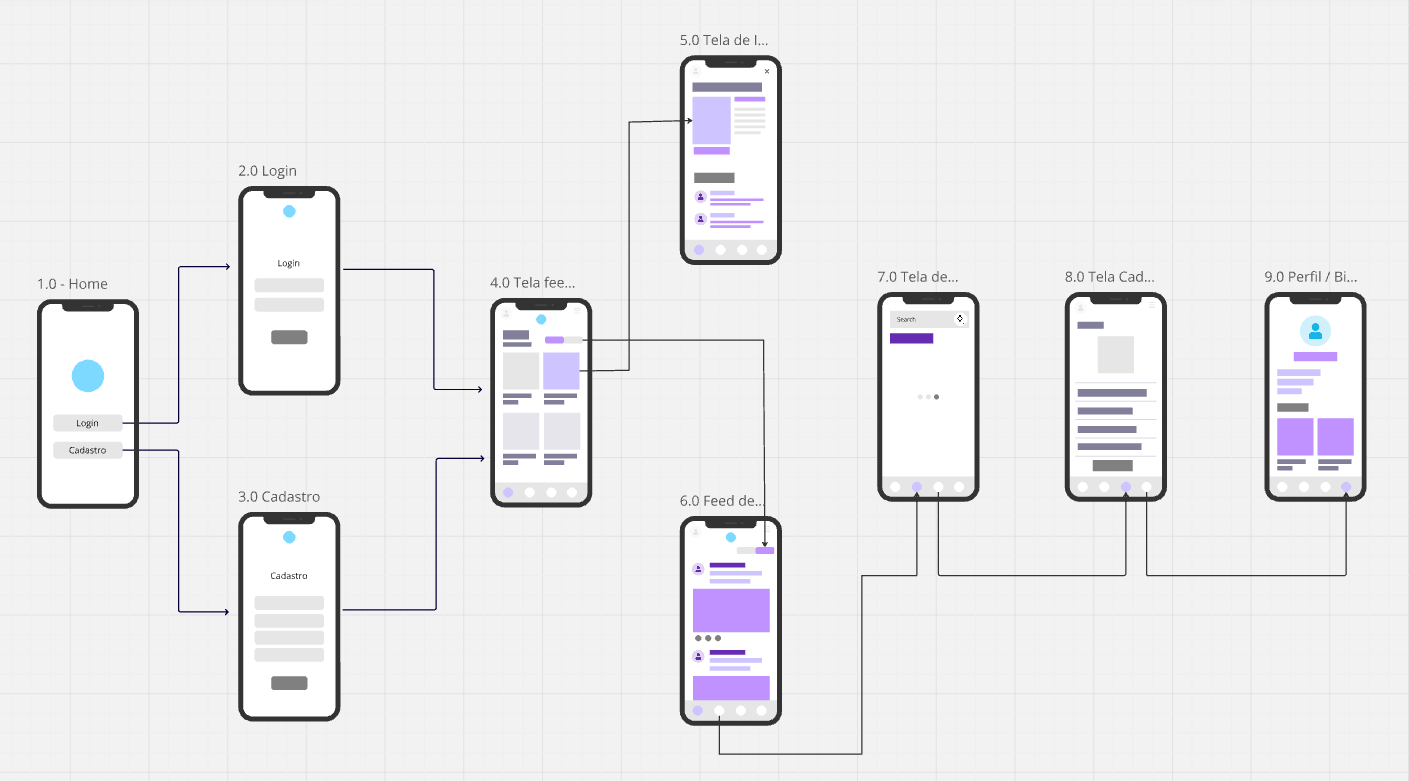 1.0 - Home
Login
Cadastro
2.0 Login
Login
3.0 Cadastro
Cadastro
4.0 Tela fee...
5.0 Tela de I...
6.0 Feed de...
7.0 Tela de...
Search
8.0 Tela Cad...
9.0 Perfil / Bi...